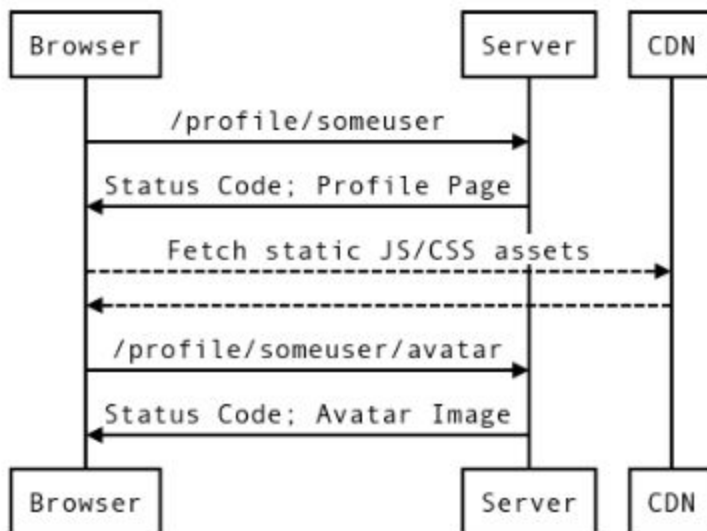 Browser Server CDN
/profile/someuser
Status Code; Profile Page
Fetch static JS/CSS assets
/profile/someuser/avatar
Status Code; Avatar Image
Browser Server CDN